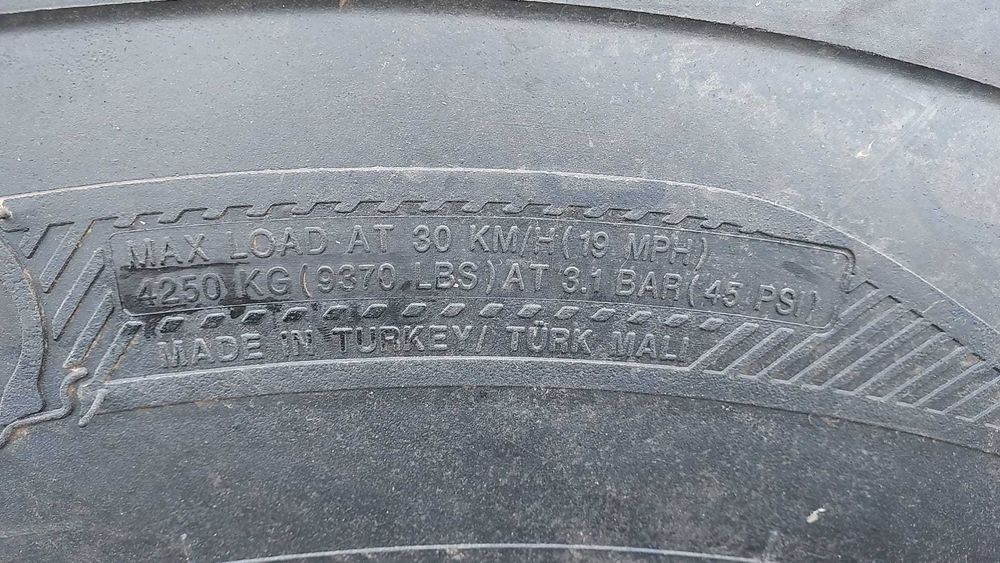 MAX LOAD AT 30 KM/H (19 MPH)
4250 KG (9370 LBS) AT 3.1 BAR (45 PSI)
MADE IN TURKEY/ TÜRK MALI